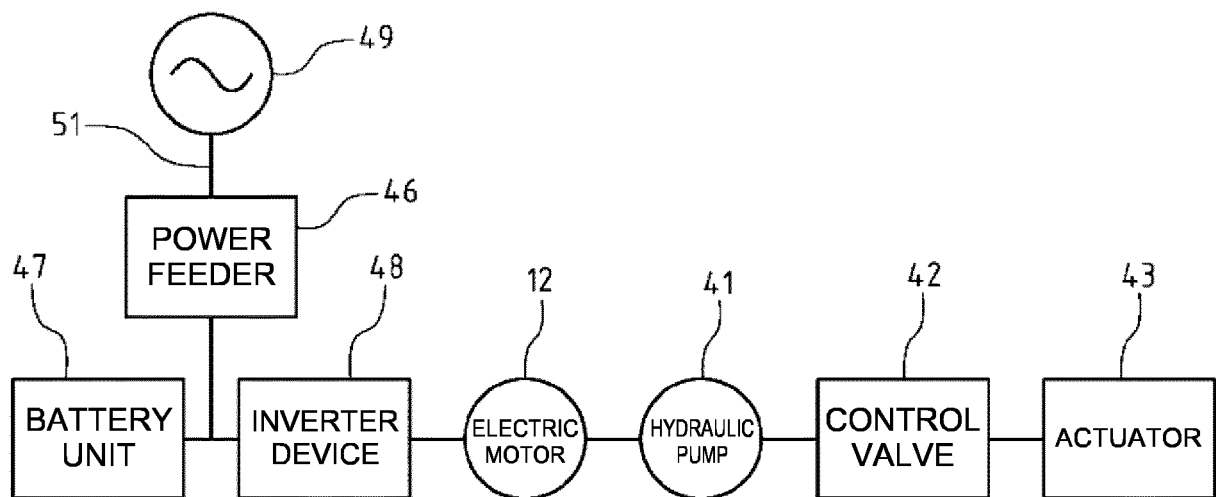 49
51
46
POWER
FEEDER
47
48
12
41
42
43
BATTERY
UNIT
INVERTER
DEVICE
ELECTRIC
MOTOR
HYDRAULIC
PUMP
CONTROL
VALVE
ACTUATOR